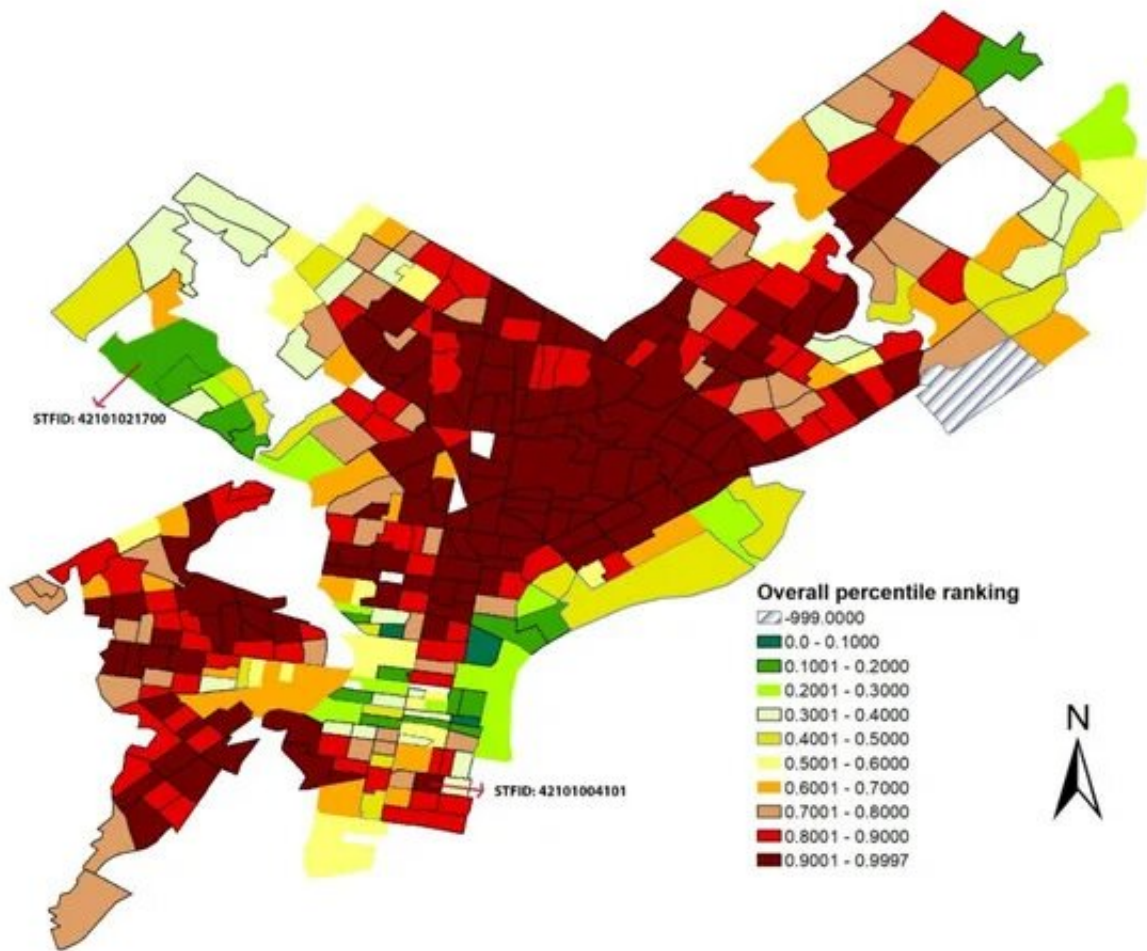 STFID: 42101021700
Overall percentile ranking
-999.0000
0.0 - 0.1000
0.1001 - 0.2000
0.2001 - 0.3000
0.3001 - 0.4000
0.4001 - 0.5000
0.5001 - 0.6000
0.6001 - 0.7000
0.7001 - 0.8000
0.8001 - 0.9000
0.9001 - 0.9997
N
STFID: 42101004101